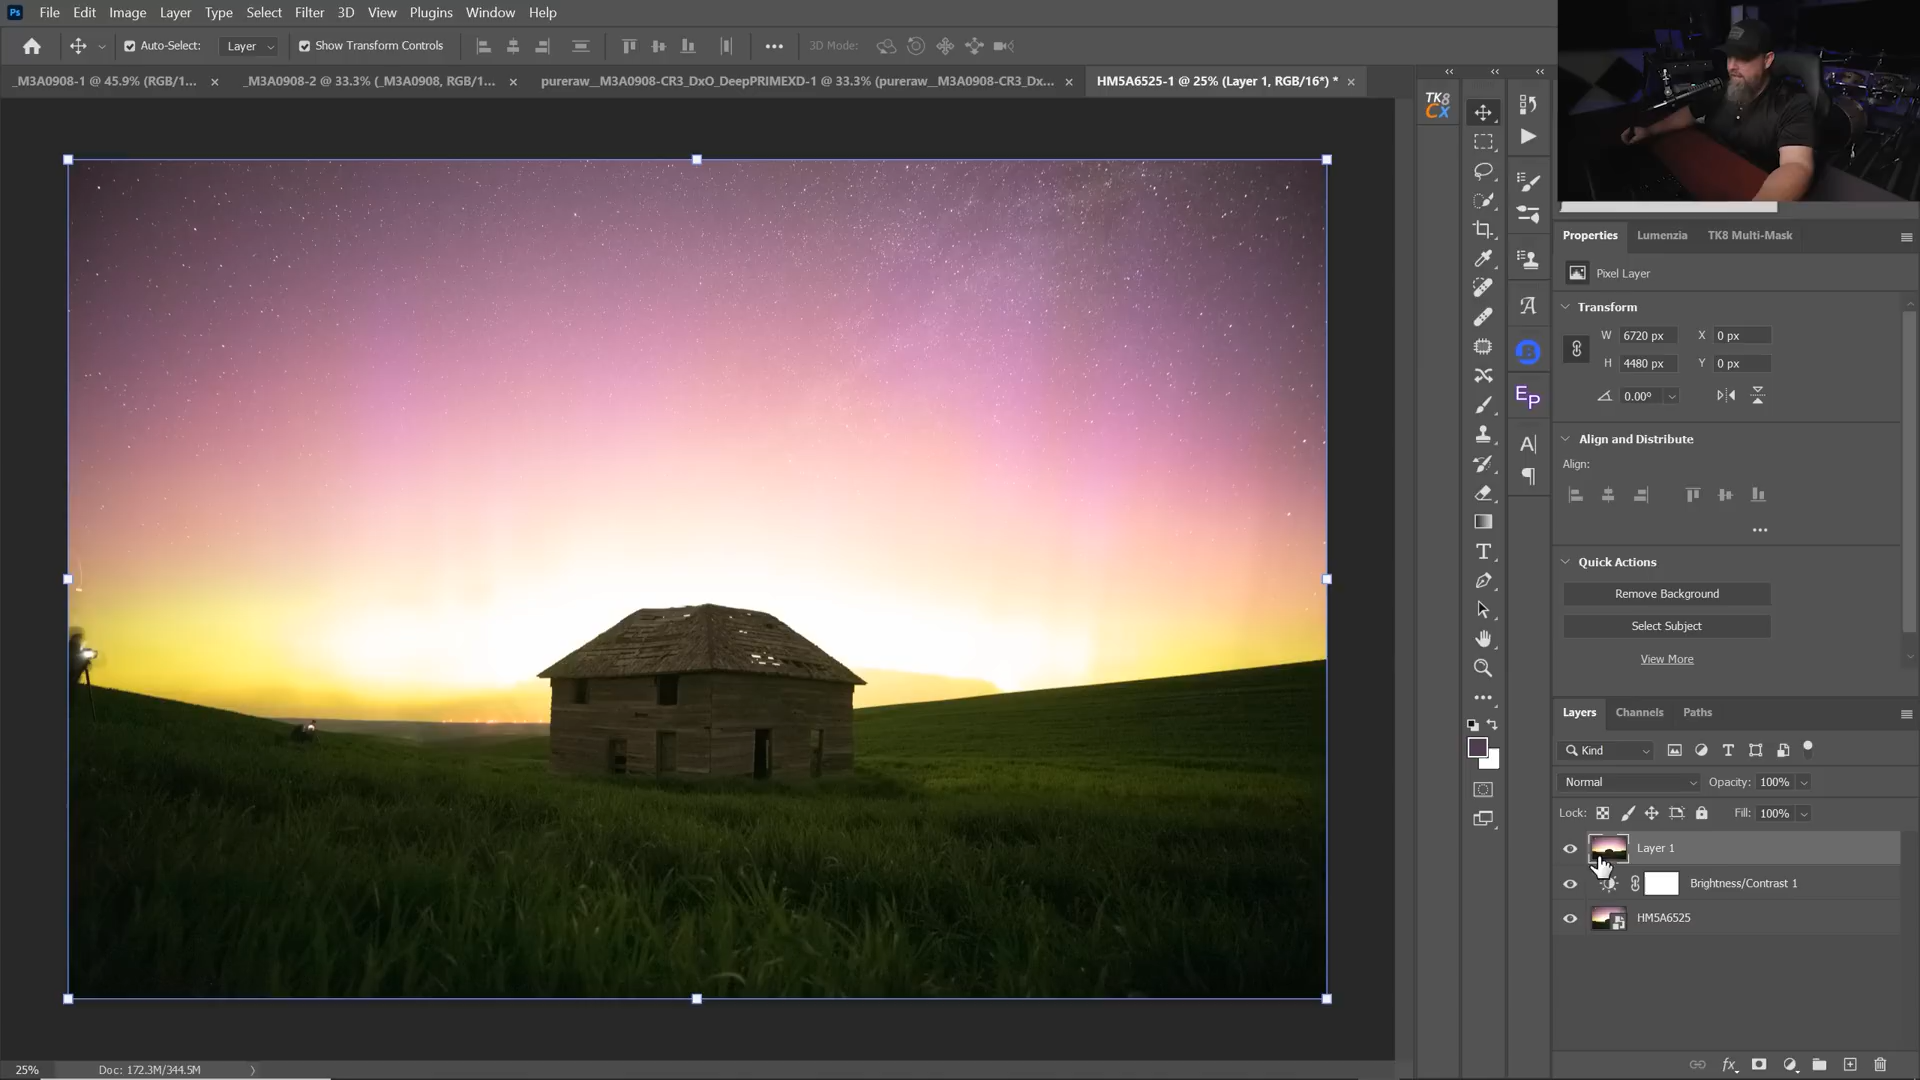 Ps File Edit Image Layer Type Select Filter 3D View Plugins Window Help
Auto-Select: Layer Show Transform Controls 3D Mode:
_M3A0908-1 @ 45.9% (RGB/1... × _M3A0908-2 @ 33.3% (_M3A0908, RGB/1... × pureraw__M3A0908-CR3_DxO_DeepPRIMEXD-1 @ 33.3% (pureraw__M3A0908-CR3_Dx... × HM5A6525-1 @ 25% (Layer 1, RGB/16*) * ×
TK8
Cx
Properties Lumenzia TK8 Multi-Mask
Pixel Layer
Transform
W 6720 px X 0 px
H 4480 px Y 0 px
0.00°
Align and Distribute
Align:
Quick Actions
Remove Background
Select Subject
View More
Layers Channels Paths
Kind
Normal Opacity: 100%
Lock: Fill: 100%
Layer 1
Brightness/Contrast 1
HM5A6525
25% Doc: 172.3M/344.5M